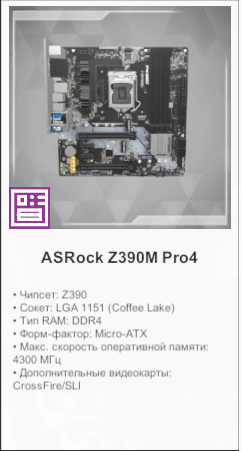 ASRock Z390M Pro4
• Чипсет: Z390
• Сокет: LGA 1151 (Coffee Lake)
• Тип RAM: DDR4
• Форм-фактор: Micro-ATX
• Макс. скорость оперативной памяти:
4300 МГц
• Дополнительные видеокарты:
CrossFire/SLI